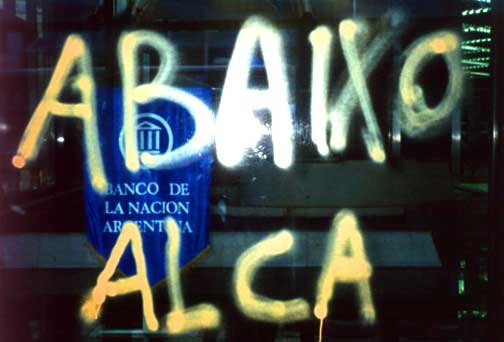 ABAIXO
BANCO DE
LA NACION
ARGENTINA
ALCA